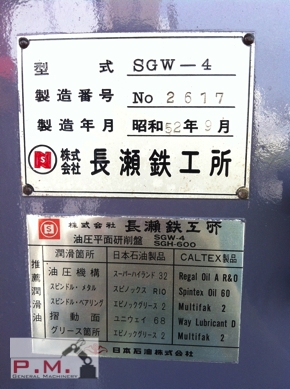 型 式 SGW-4
製造番号 No 2617
製造年月 昭和52年9月
株式会社 長瀬鉄工所
株式会社 長瀬鉄工所
油圧平面研削盤 SGW-4 SGH-600
推薦潤滑油
潤滑箇所 日本石油製品 CALTEX製品
油圧機構 スーパーハイランド 32 Regal Oil A R&O
スピンドル・メタル スピノックス R10 Spintex Oil 60
スピンドル・ベアリング エピノックグリース 2 Multifak 2
摺動面 ユニウェイ 68 Way Lubricant D
グリース箇所 エピノックグリース 2 Multifak 2
日本石油株式会社
P.M.
GENERAL MACHINERY